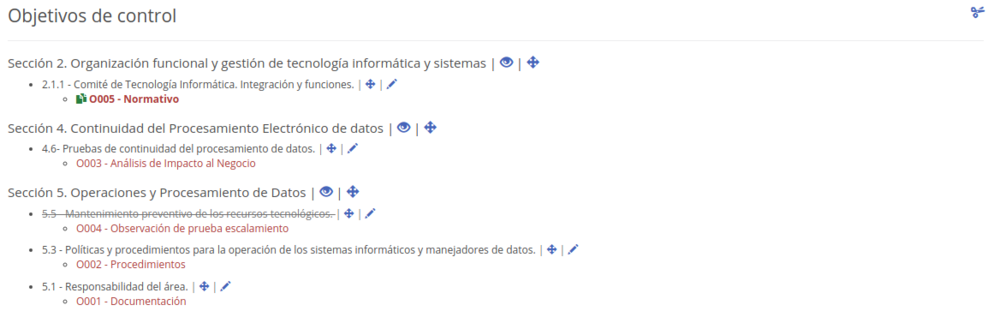 Objetivos de control
Sección 2. Organización funcional y gestión de tecnología informática y sistemas | |
2.1.1 - Comité de Tecnología Informática. Integración y funciones. | |
O005 - Normativo
Sección 4. Continuidad del Procesamiento Electrónico de datos | |
4.6- Pruebas de continuidad del procesamiento de datos. | |
O003 - Análisis de Impacto al Negocio
Sección 5. Operaciones y Procesamiento de Datos | |
5.5 - Mantenimiento preventivo de los recursos tecnológicos. | |
O004 - Observación de prueba escalamiento
5.3 - Políticas y procedimientos para la operación de los sistemas informáticos y manejadores de datos. | |
O002 - Procedimientos
5.1 - Responsabilidad del área. | |
O001 - Documentación